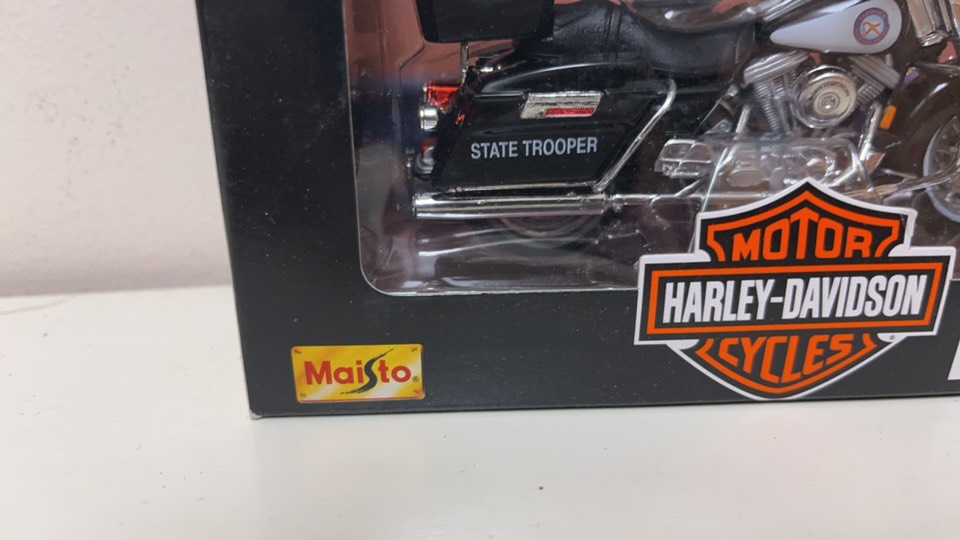 STATE TROOPER
MOTOR
HARLEY-DAVIDSON
CYCLES
Maisto